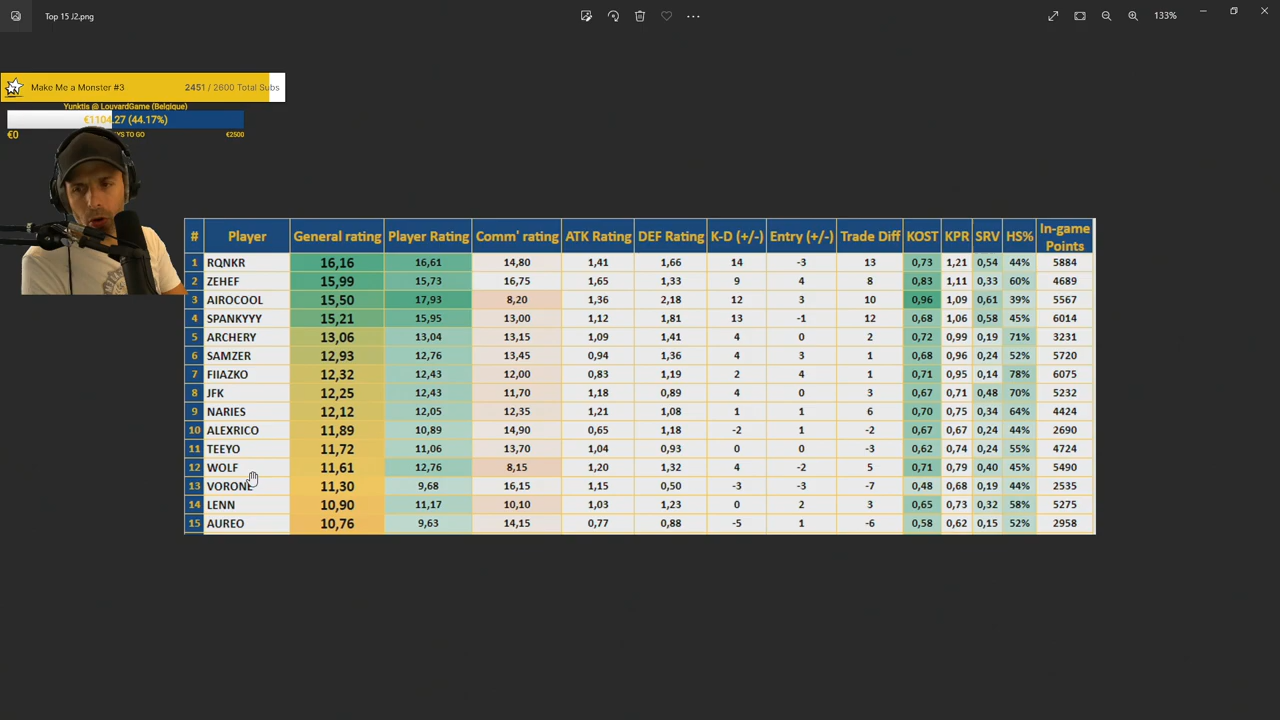 Top 15 J2.png
133%
Make Me a Monster #3 2451 / 2600 Total Subs
Yunktis @ LouvardGame (Belgique)
€1104.27 (44.17%)
€0 YS TO GO €2500
# Player General rating Player Rating Comm' rating ATK Rating DEF Rating K-D (+/-) Entry (+/-) Trade Diff KOST KPR SRV HS% In-game Points
1 RQNKR 16,16 16,61 14,80 1,41 1,66 14 -3 13 0,73 1,21 0,54 44% 5884
2 ZEHEF 15,99 15,73 16,75 1,65 1,33 9 4 8 0,83 1,11 0,33 60% 4689
3 AIROCOOL 15,50 17,93 8,20 1,36 2,18 12 3 10 0,96 1,09 0,61 39% 5567
4 SPANKYYY 15,21 15,95 13,00 1,12 1,81 13 -1 12 0,68 1,06 0,58 45% 6014
5 ARCHERY 13,06 13,04 13,15 1,09 1,41 4 0 2 0,72 0,99 0,19 71% 3231
6 SAMZER 12,93 12,76 13,45 0,94 1,36 4 3 1 0,68 0,96 0,24 52% 5720
7 FIIAZKO 12,32 12,43 12,00 0,83 1,19 2 4 1 0,71 0,95 0,14 78% 6075
8 JFK 12,25 12,43 11,70 1,18 0,89 4 0 3 0,67 0,71 0,48 70% 5232
9 NARIES 12,12 12,05 12,35 1,21 1,08 1 1 6 0,70 0,75 0,34 64% 4424
10 ALEXRICO 11,89 10,89 14,90 0,65 1,18 -2 1 -2 0,67 0,67 0,24 44% 2690
11 TEEYO 11,72 11,06 13,70 1,04 0,93 0 0 -3 0,62 0,74 0,24 55% 4724
12 WOLF 11,61 12,76 8,15 1,20 1,32 4 -2 5 0,71 0,79 0,40 45% 5490
13 VORONE 11,30 9,68 16,15 1,15 0,50 -3 -3 -7 0,48 0,68 0,19 44% 2535
14 LENN 10,90 11,17 10,10 1,03 1,23 0 2 3 0,65 0,73 0,32 58% 5275
15 AUREO 10,76 9,63 14,15 0,77 0,88 -5 1 -6 0,58 0,62 0,15 52% 2958